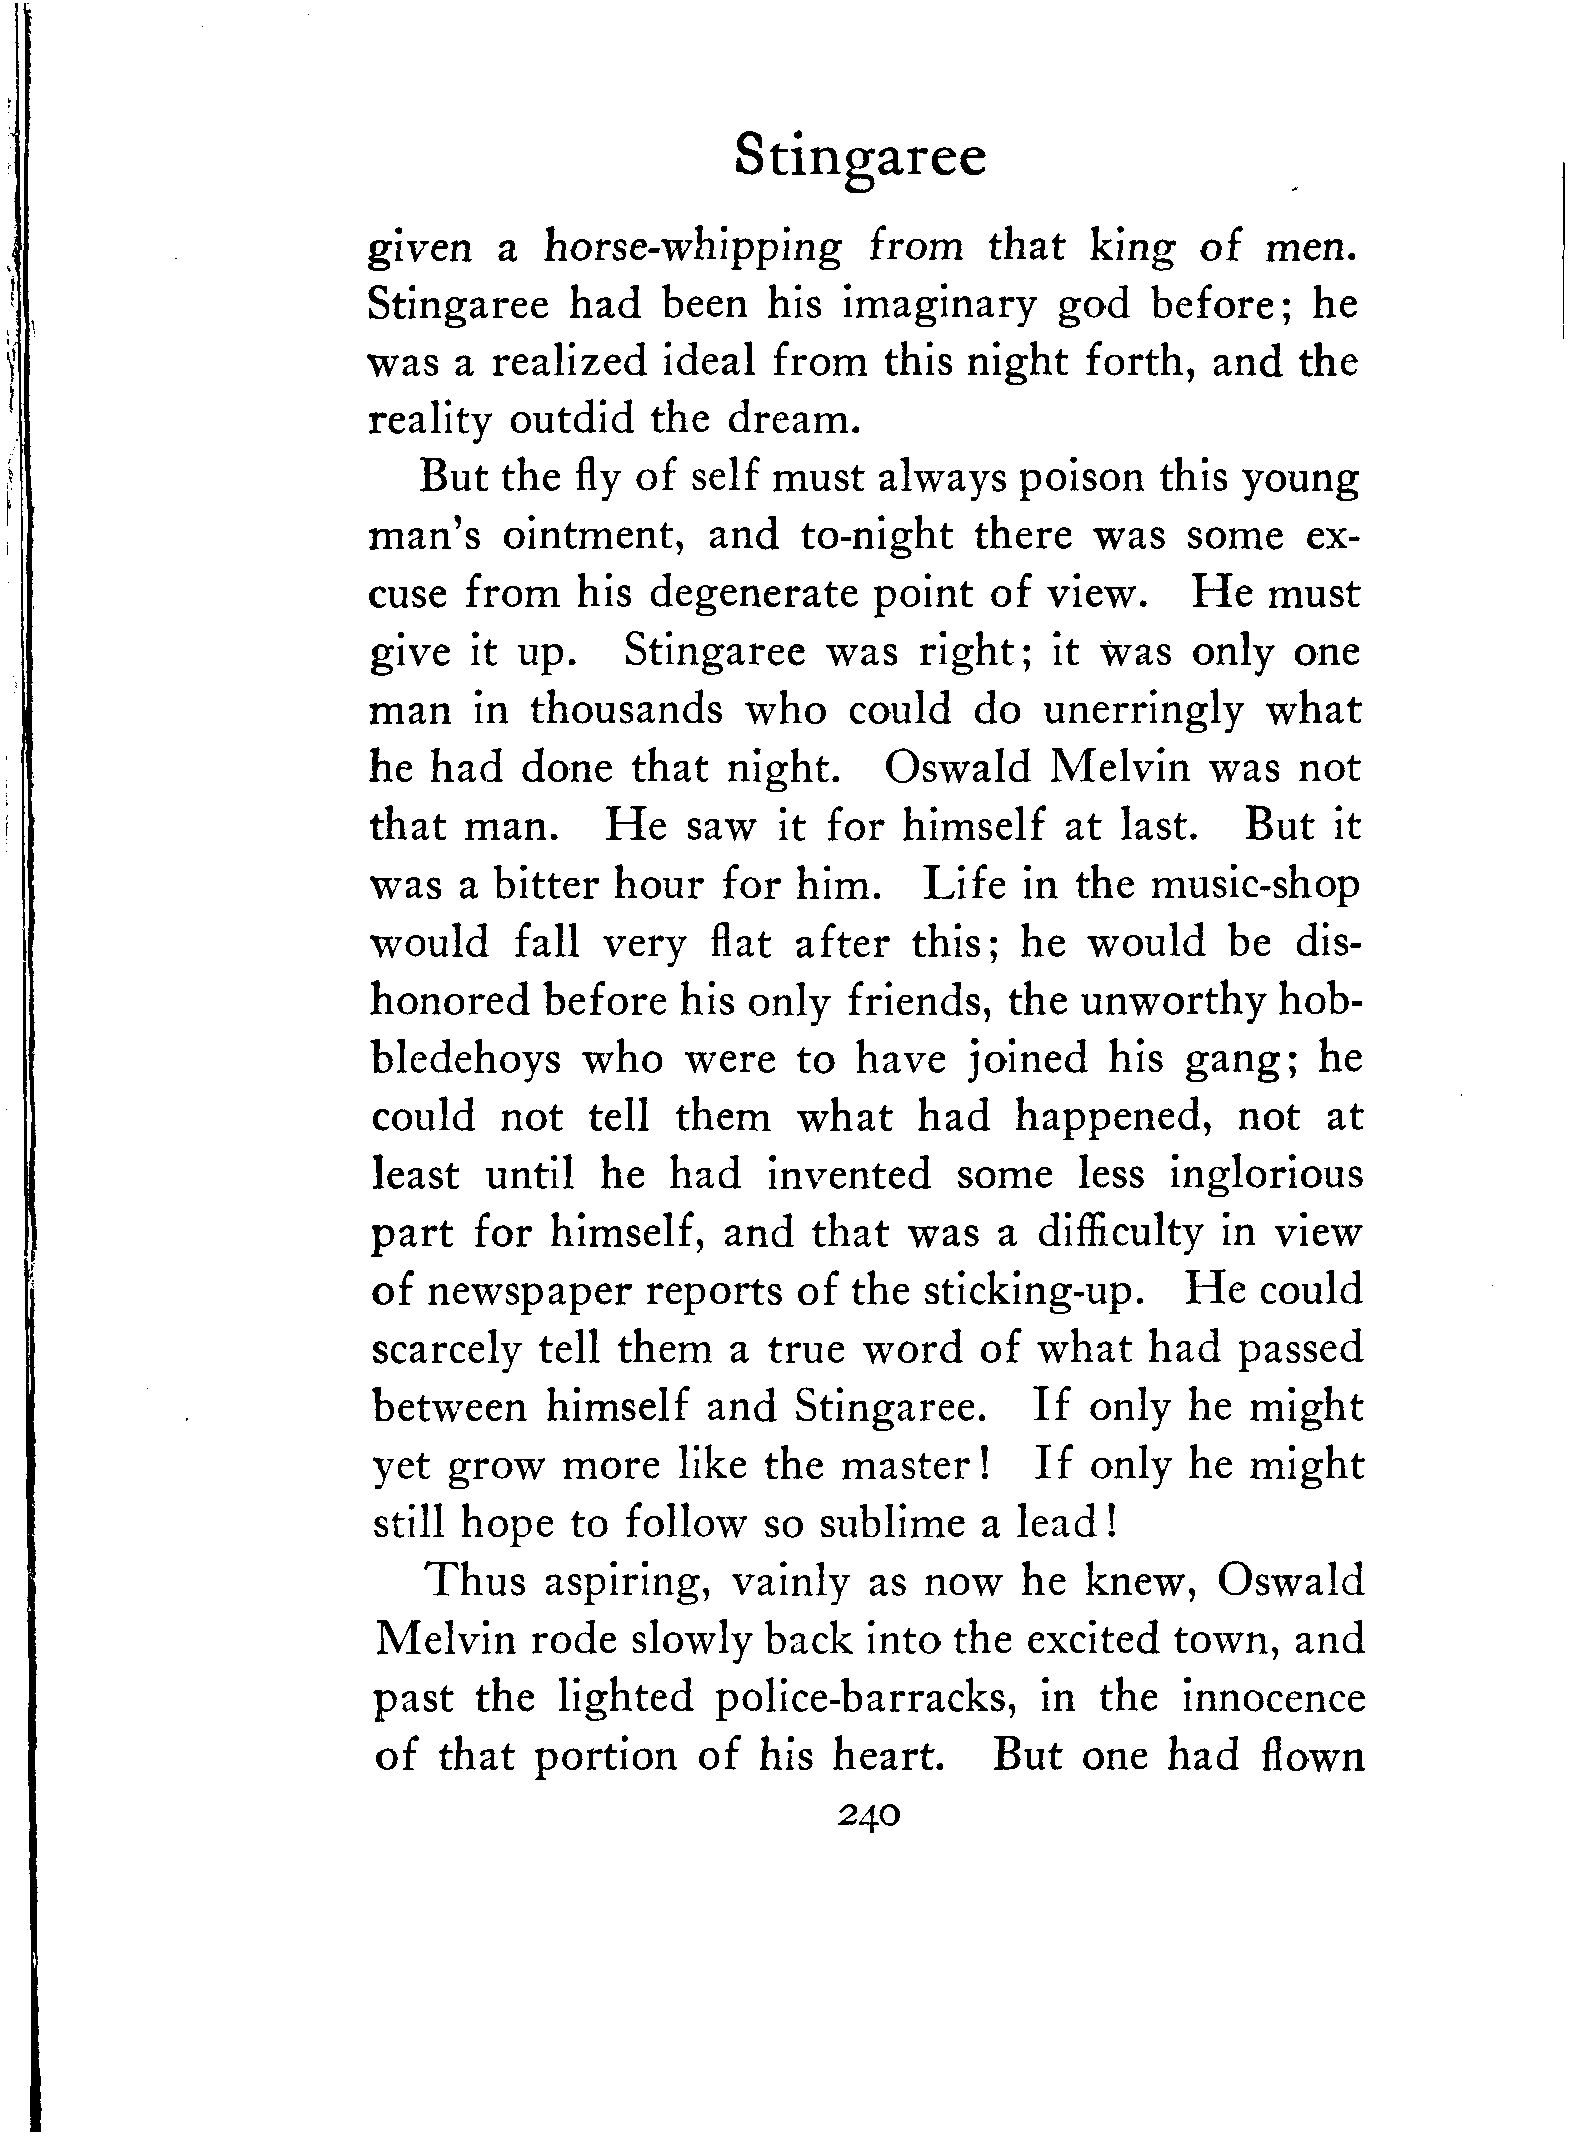 Stingaree
given a horse-whipping from that king of men.
Stingaree had been his imaginary god before; he
was a realized ideal from this night forth, and the
reality outdid the dream.
But the fly of self must always poison this young
man's ointment, and to-night there was some ex-
cuse from his degenerate point of view. He must
give it up. Stingaree was right; it was only one
man in thousands who could do unerringly what
he had done that night. Oswald Melvin was not
that man. He saw it for himself at last. But it
was a bitter hour for him. Life in the music-shop
would fall very flat after this; he would be dis-
honored before his only friends, the unworthy hob-
bledehoys who were to have joined his gang; he
could not tell them what had happened, not at
least until he had invented some less inglorious
part for himself, and that was a difficulty in view
of newspaper reports of the sticking-up. He could
scarcely tell them a true word of what had passed
between himself and Stingaree. If only he might
yet grow more like the master! If only he might
still hope to follow so sublime a lead!
Thus aspiring, vainly as now he knew, Oswald
Melvin rode slowly back into the excited town, and
past the lighted police-barracks, in the innocence
of that portion of his heart. But one had flown
240